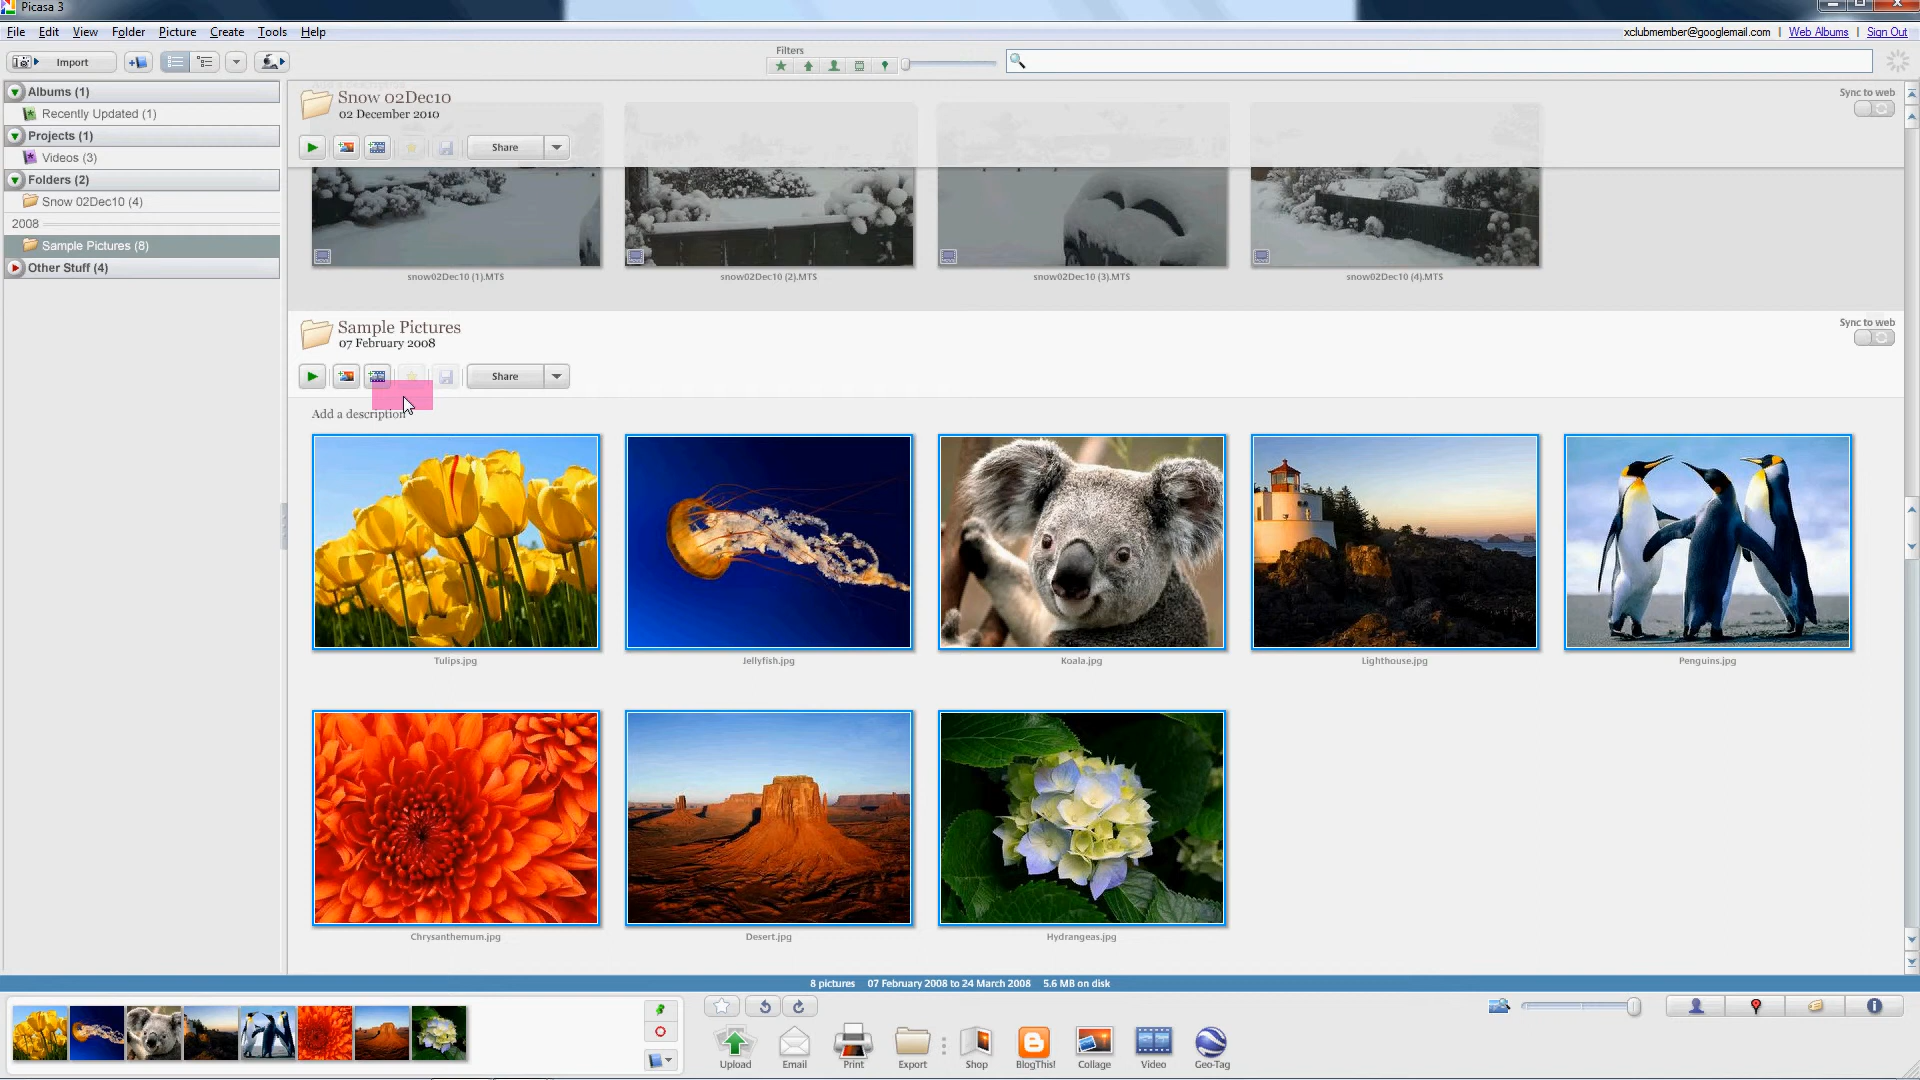 Picasa 3
File Edit View Folder Picture Create Tools Help
xclubmember@googlemail.com | Web Albums | Sign Out
Import
Filters
Albums (1)
Recently Updated (1)
Projects (1)
Videos (3)
Folders (2)
Snow 02Dec10 (4)
2008
Sample Pictures (8)
Other Stuff (4)
Snow 02Dec10
02 December 2010
Sync to web
Share
snow02Dec10 (1).MTS
snow02Dec10 (2).MTS
snow02Dec10 (3).MTS
snow02Dec10 (4).MTS
Sample Pictures
07 February 2008
Sync to web
Share
Add a description
Tulips.jpg
Jellyfish.jpg
Koala.jpg
Lighthouse.jpg
Penguins.jpg
Chrysanthemum.jpg
Desert.jpg
Hydrangeas.jpg
8 pictures 07 February 2008 to 24 March 2008 5.6 MB on disk
Upload
Email
Print
Export
Shop
BlogThis!
Collage
Video
Geo-Tag